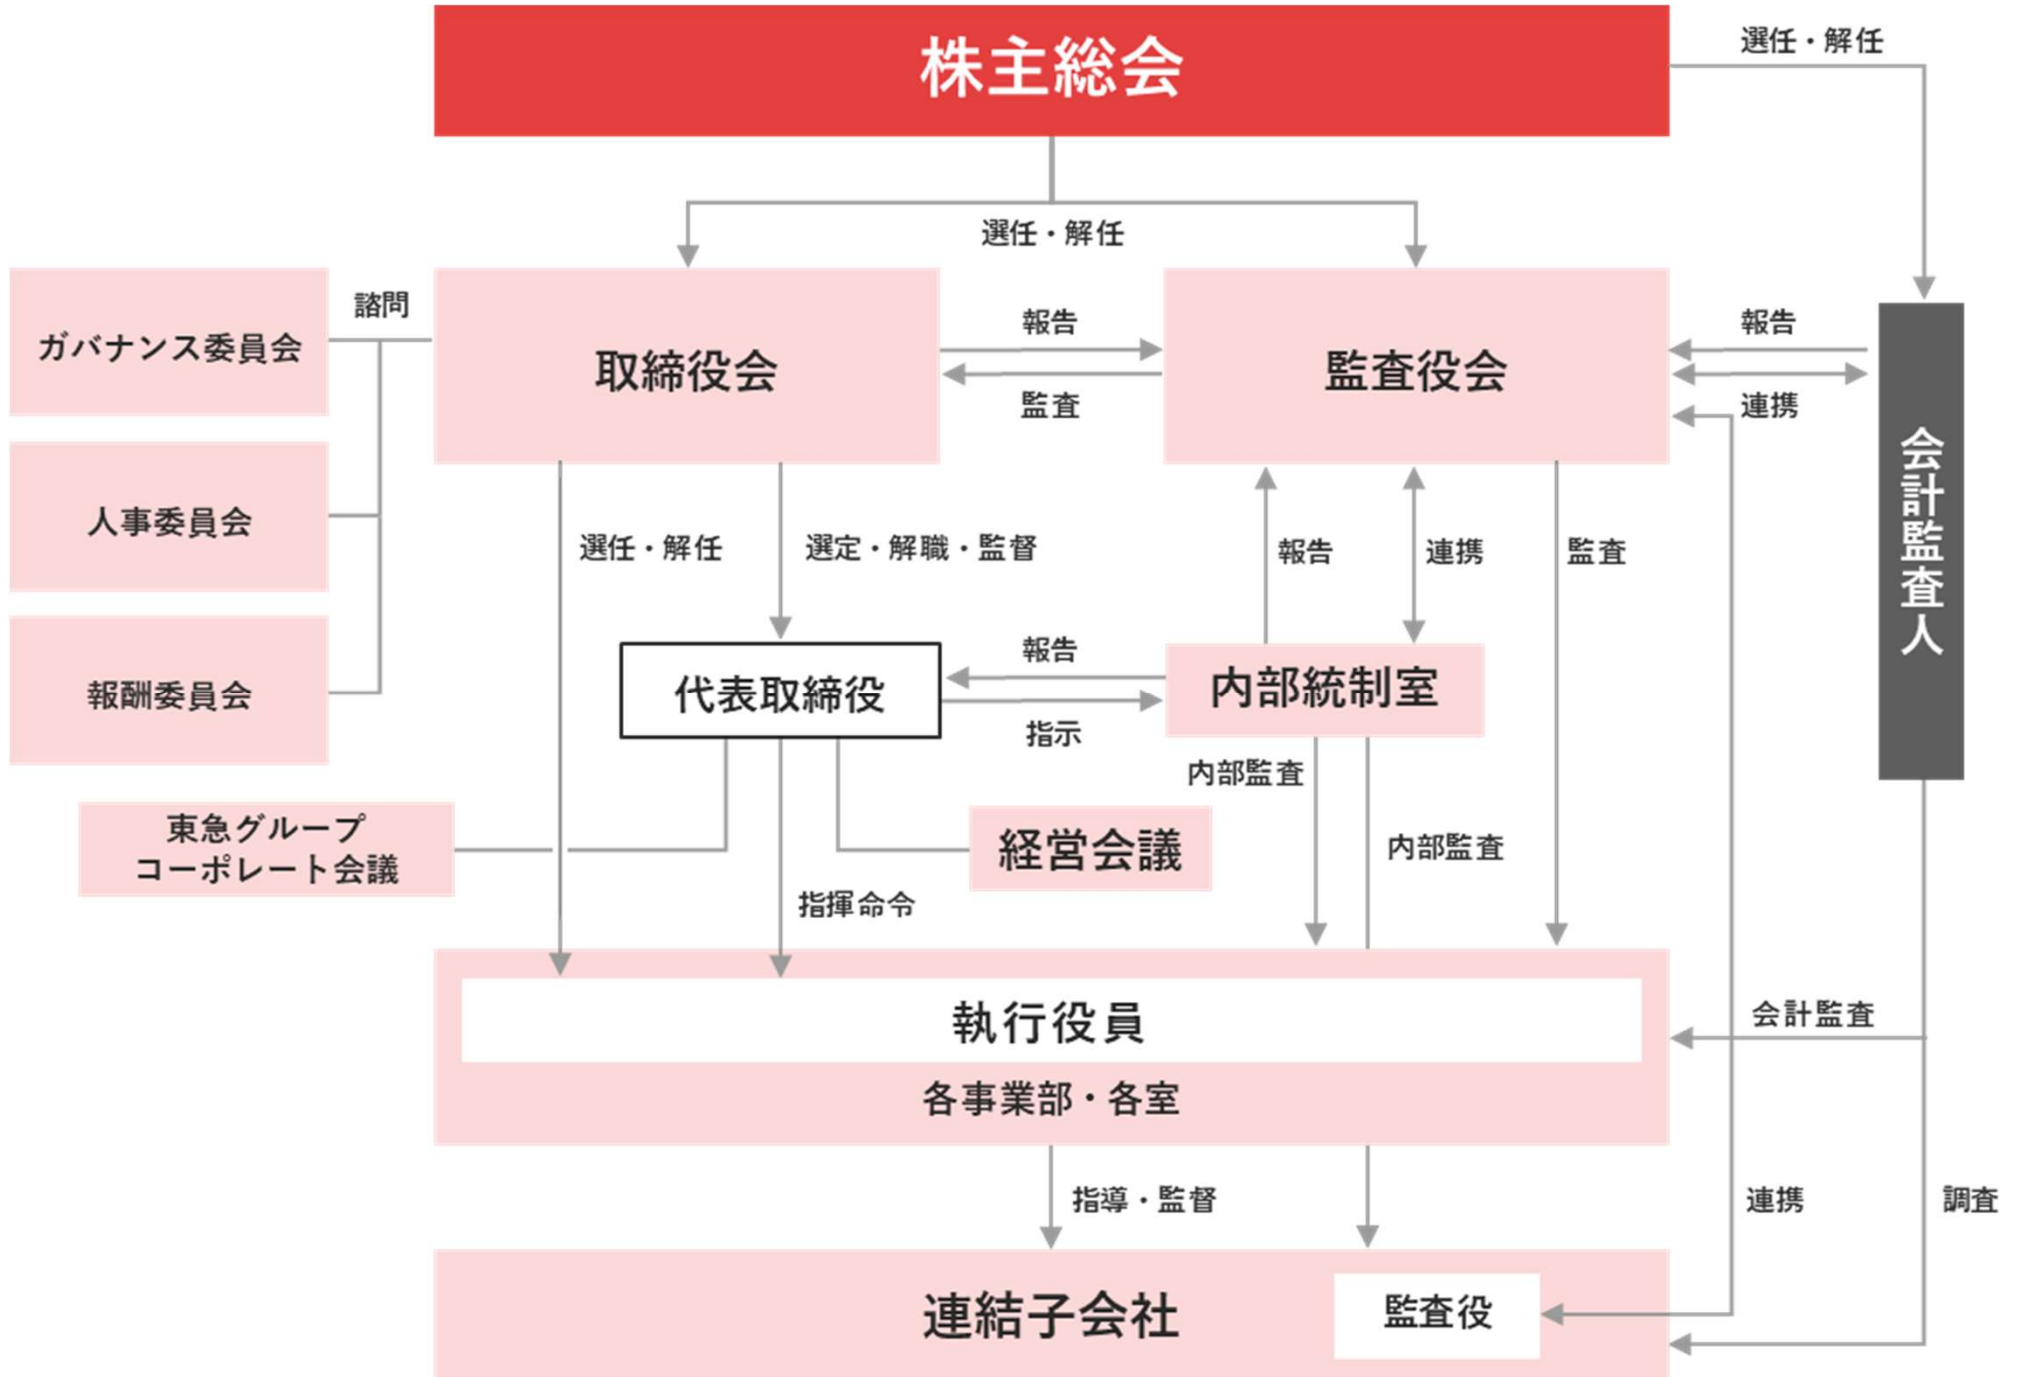 株主総会
選任・解任
選任・解任
ガバナンス委員会
諮問
取締役会
報告
監査
監査役会
報告
連携
会計監査人
人事委員会
選任・解任
選定・解職・監督
報告
連携
監査
報酬委員会
代表取締役
報告
指示
内部統制室
内部監査
東急グループ
コーポレート会議
経営会議
内部監査
指揮命令
執行役員
会計監査
各事業部・各室
指導・監督
連携
調査
連結子会社
監査役